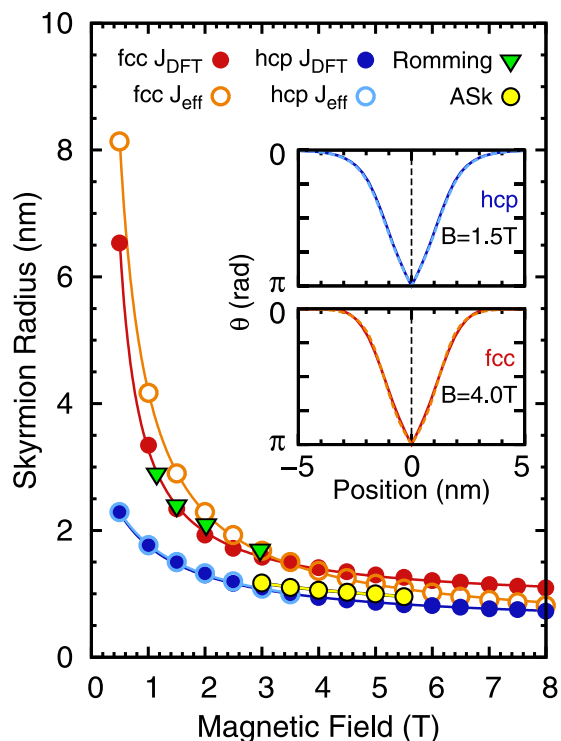 fcc J_DFT hcp J_DFT Romming
fcc J_eff hcp J_eff ASk
Skyrmion Radius (nm)
10
8
6
4
2
0
0 1 2 3 4 5 6 7 8
Magnetic Field (T)
θ (rad)
0
hcp
B=1.5T
π
0
fcc
B=4.0T
π
−5 0 5
Position (nm)